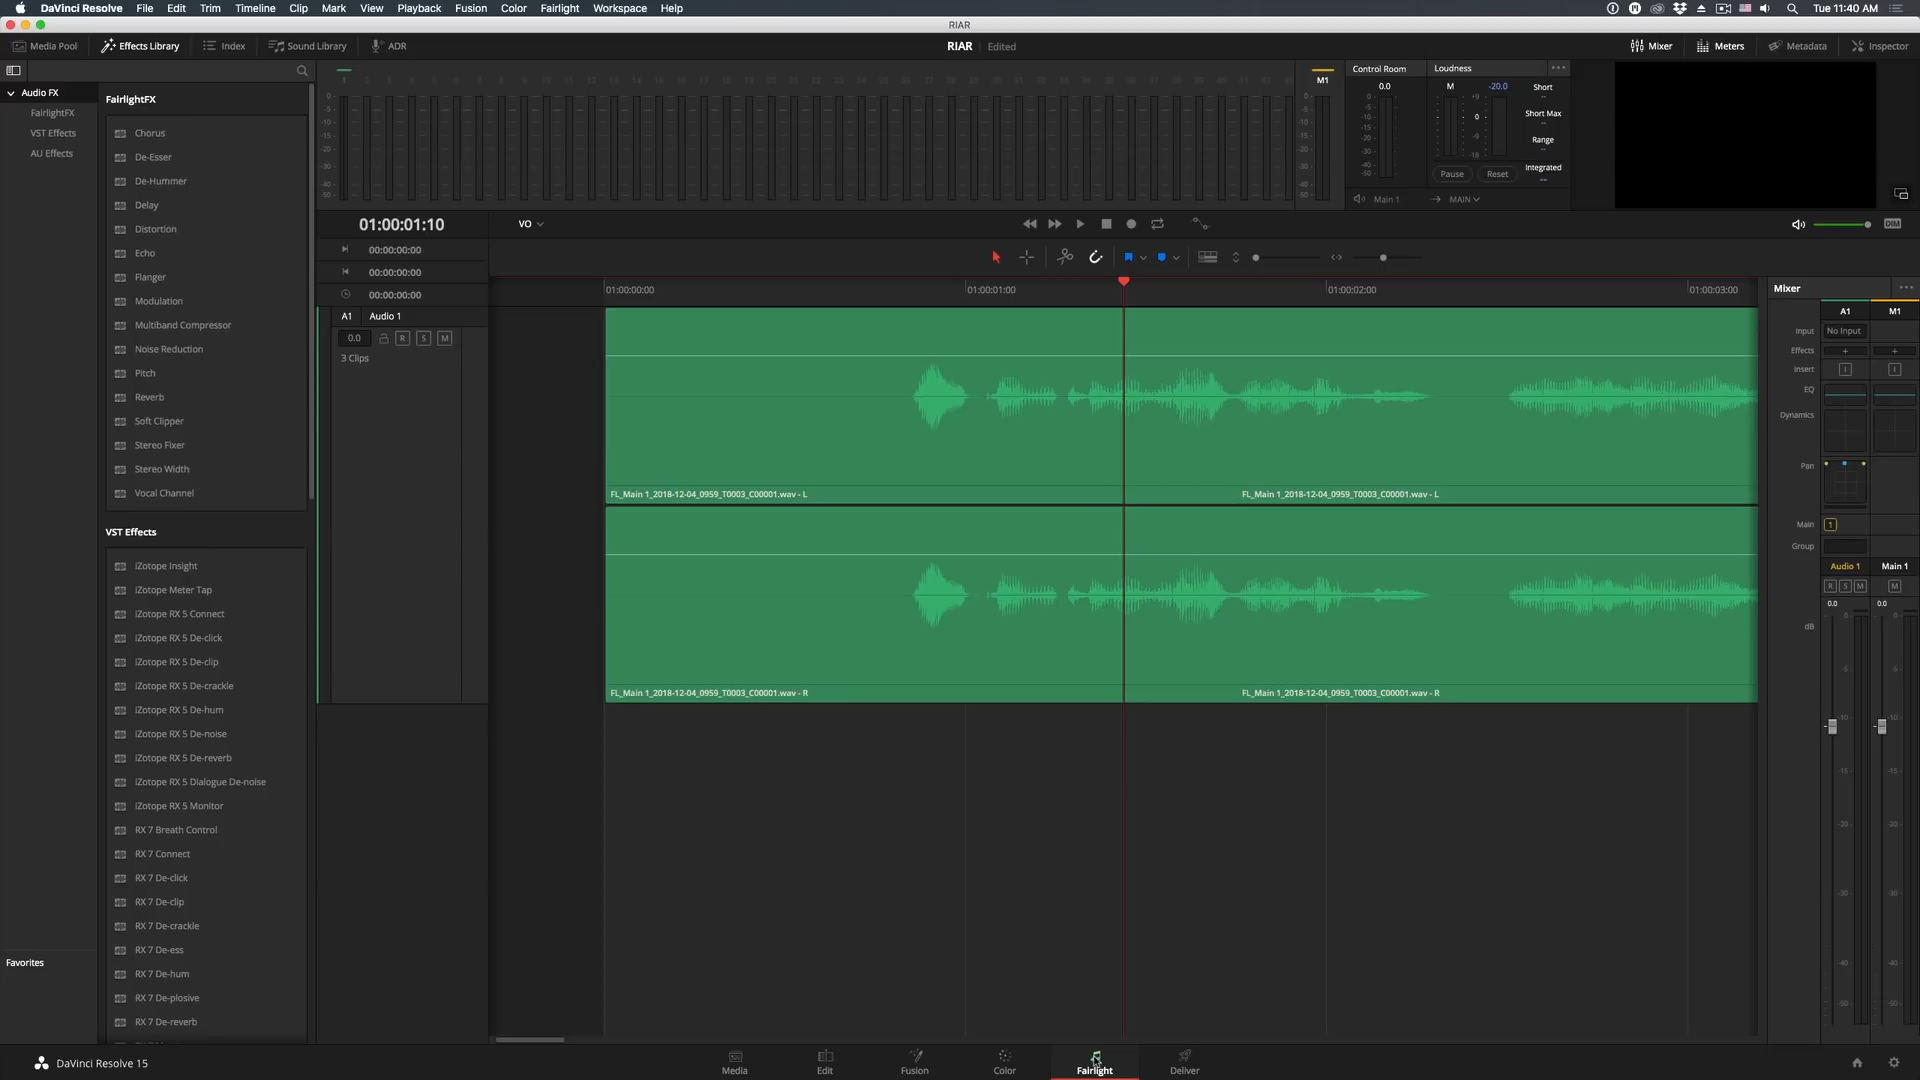 DaVinci Resolve File Edit Trim Timeline Clip Mark View Playback Fusion Color Fairlight Workspace Help Tue 11:40 AM
RIAR
Media Pool Effects Library Index Sound Library ADR RIAR Edited Mixer Meters Metadata Inspector
Audio FX
FairlightFX
VST Effects
AU Effects
Favorites
FairlightFX
Chorus
De-Esser
De-Hummer
Delay
Distortion
Echo
Flanger
Modulation
Multiband Compressor
Noise Reduction
Pitch
Reverb
Soft Clipper
Stereo Fixer
Stereo Width
Vocal Channel
VST Effects
iZotope Insight
iZotope Meter Tap
iZotope RX 5 Connect
iZotope RX 5 De-click
iZotope RX 5 De-clip
iZotope RX 5 De-crackle
iZotope RX 5 De-hum
iZotope RX 5 De-noise
iZotope RX 5 De-reverb
iZotope RX 5 Dialogue De-noise
iZotope RX 5 Monitor
RX 7 Breath Control
RX 7 Connect
RX 7 De-click
RX 7 De-clip
RX 7 De-crackle
RX 7 De-ess
RX 7 De-hum
RX 7 De-plosive
RX 7 De-reverb
M1
Control Room
0.0
Loudness
M -20.0
Short
Short Max
Range
Integrated
Pause Reset
Main 1 MAIN
01:00:01:10
VO
DIM
00:00:00:00
00:00:00:00
00:00:00:00
01:00:00:00 01:00:01:00 01:00:02:00 01:00:03:00
A1 Audio 1
0.0 R S M
3 Clips
FL_Main 1_2018-12-04_0959_T0003_C00001.wav - L FL_Main 1_2018-12-04_0959_T0003_C00001.wav - L
FL_Main 1_2018-12-04_0959_T0003_C00001.wav - R FL_Main 1_2018-12-04_0959_T0003_C00001.wav - R
Mixer
A1 M1
Input No Input
Effects
Insert
EQ
Dynamics
Pan
Main 1
Group
Audio 1 Main 1
R S M M
0.0 0.0
dB
DaVinci Resolve 15
Media Edit Fusion Color Fairlight Deliver